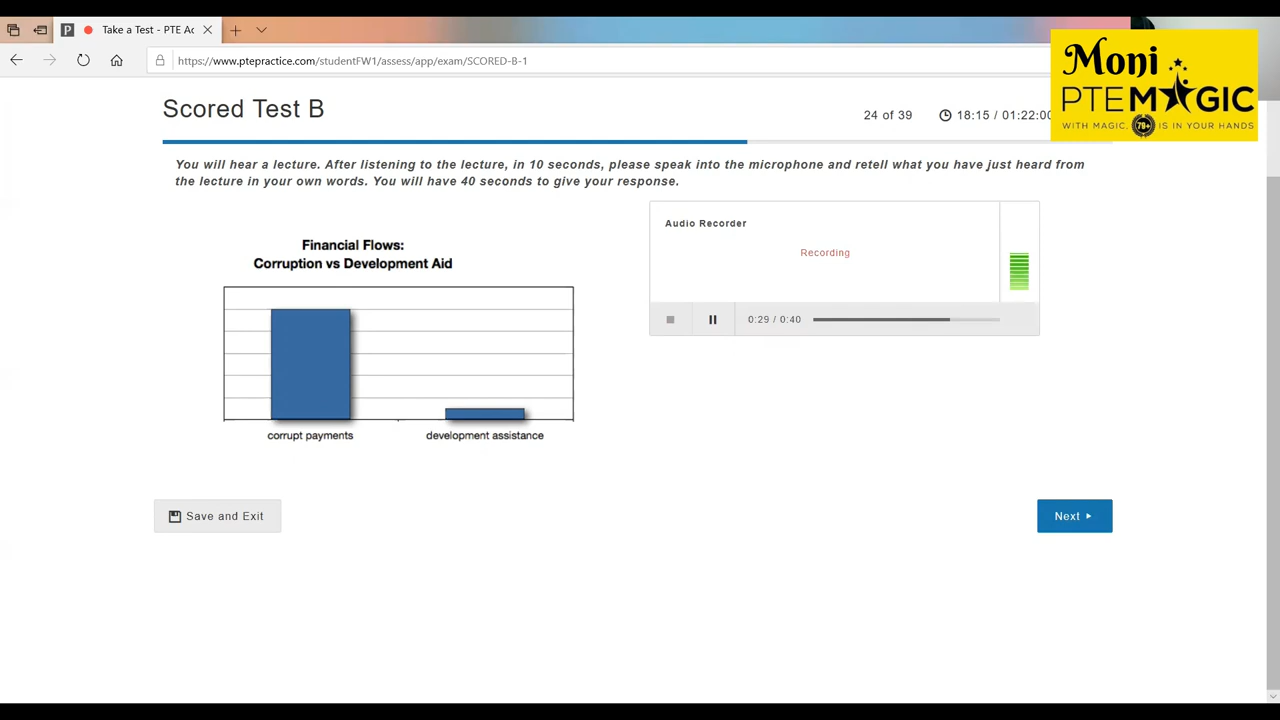 Take a Test - PTE Ac
https://www.ptepractice.com/studentFW1/assess/app/exam/SCORED-B-1
Moni
PTE MAGIC
WITH MAGIC, 79+ IS IN YOUR HANDS
Scored Test B
24 of 39
18:15 / 01:22:00
You will hear a lecture. After listening to the lecture, in 10 seconds, please speak into the microphone and retell what you have just heard from
the lecture in your own words. You will have 40 seconds to give your response.
Financial Flows:
Corruption vs Development Aid
corrupt payments
development assistance
Audio Recorder
Recording
0:29 / 0:40
Save and Exit
Next